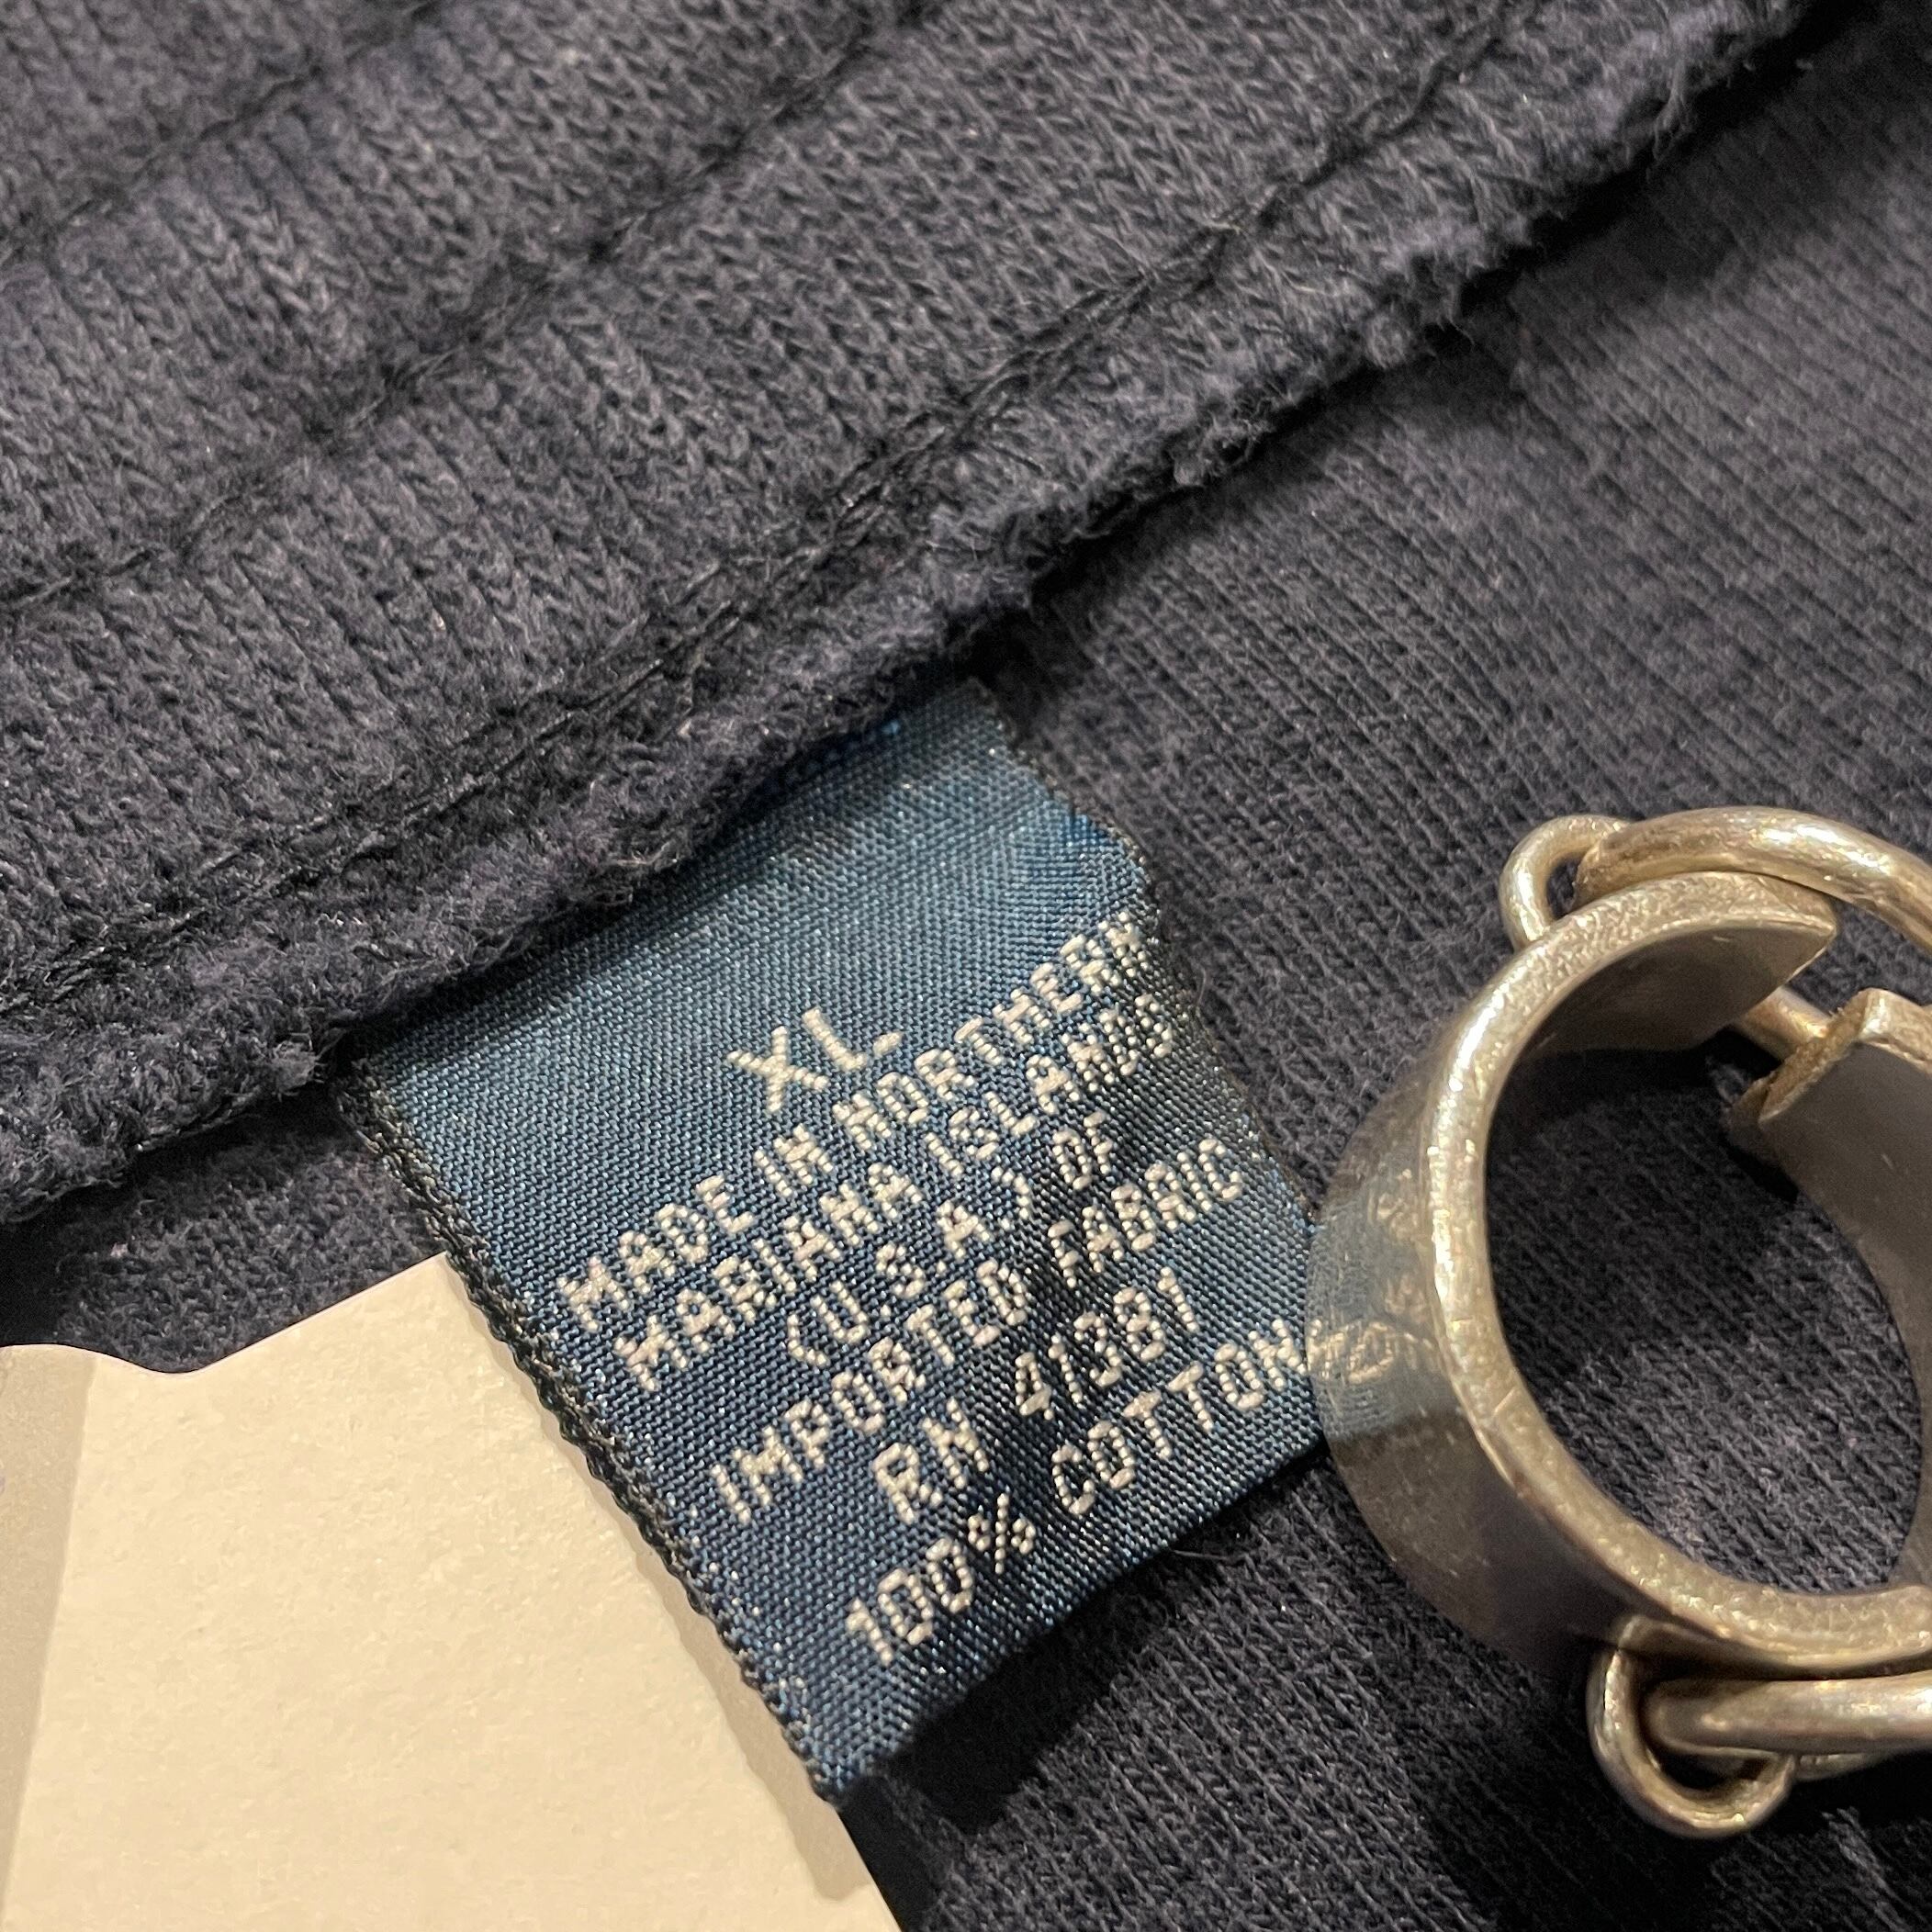 XL
MADE IN NORTHERN
MARIANA ISLANDS
(U.S.A.) OF
IMPORTED FABRIC
RN 41381
100% COTTON